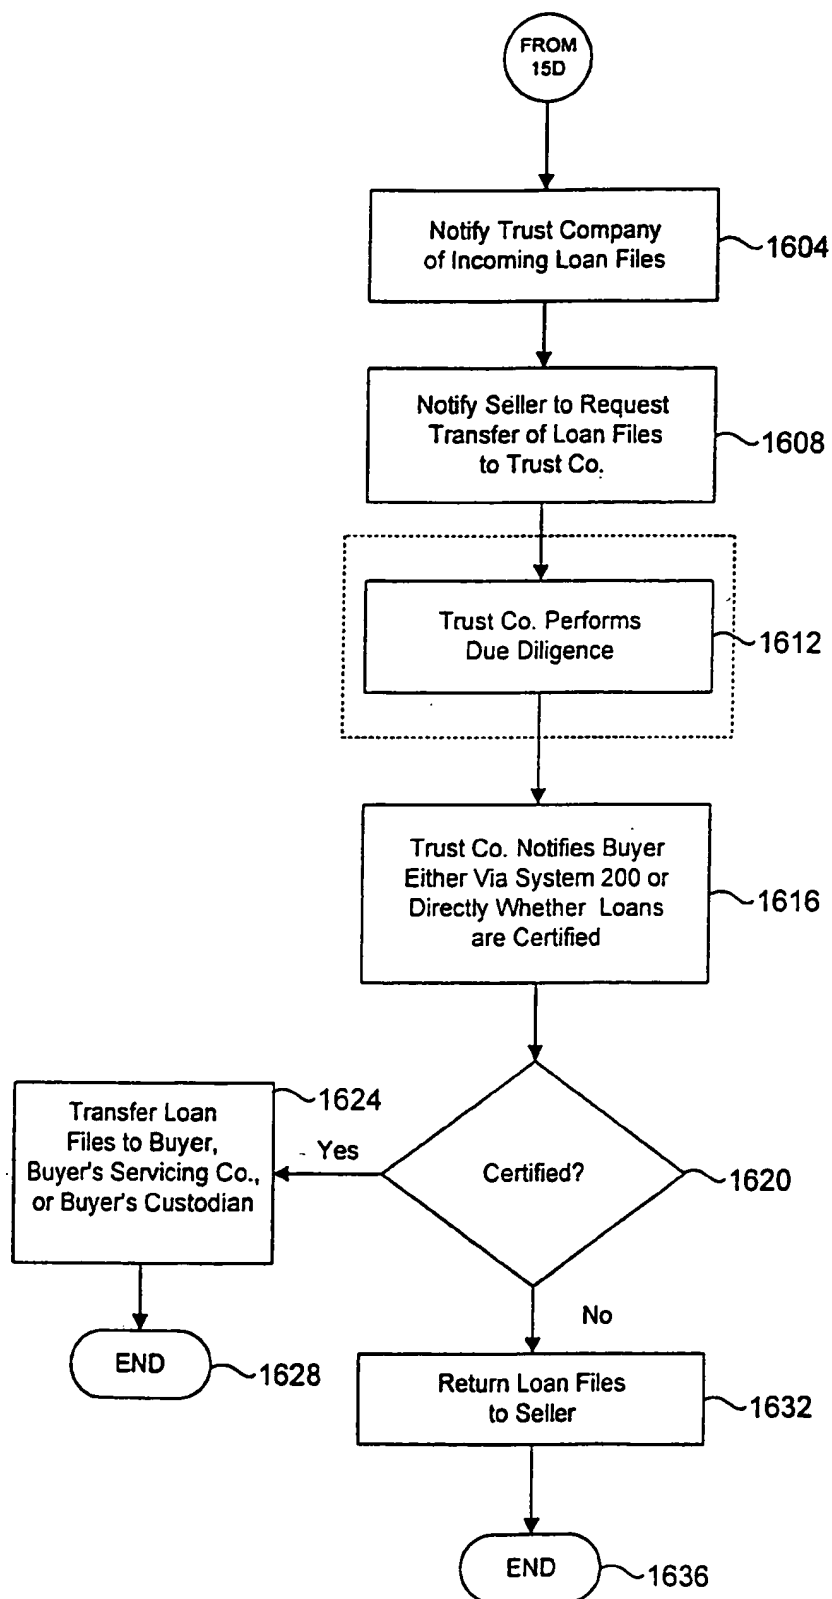 FROM
15D
Notify Trust Company
of Incoming Loan Files
1604
Notify Seller to Request
Transfer of Loan Files
to Trust Co.
1608
Trust Co. Performs
Due Diligence
1612
Trust Co. Notifies Buyer
Either Via System 200 or
Directly Whether Loans
are Certified
1616
Transfer Loan
Files to Buyer,
Buyer's Servicing Co.,
or Buyer's Custodian
1624
Yes
Certified?
1620
No
END
1628
Return Loan Files
to Seller
1632
END
1636